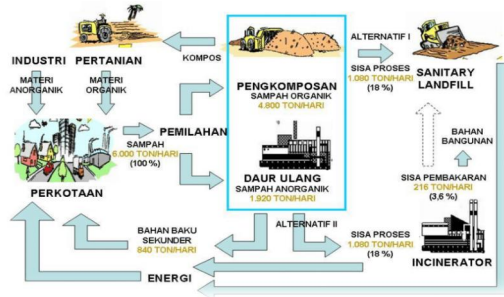 INDUSTRI
PERTANIAN
MATERI
ANORGANIK
MATERI
ORGANIK
KOMPOS
PENGKOMPOSAN
SAMPAH ORGANIK
4.800 TON/HARI
ALTERNATIF I
SISA PROSES
1.080 TON/HARI
(18 %)
SANITARY
LANDFILL
PEMILAHAN
SAMPAH
6.000 TON/HARI
(100 %)
PERKOTAAN
DAUR ULANG
SAMPAH ANORGANIK
1.920 TON/HARI
BAHAN
BANGUNAN
SISA PEMBAKARAN
216 TON/HARI
(3,6 %)
BAHAN BAKU
SEKUNDER
840 TON/HARI
ALTERNATIF II
SISA PROSES
1.080 TON/HARI
(18 %)
INCINERATOR
ENERGI